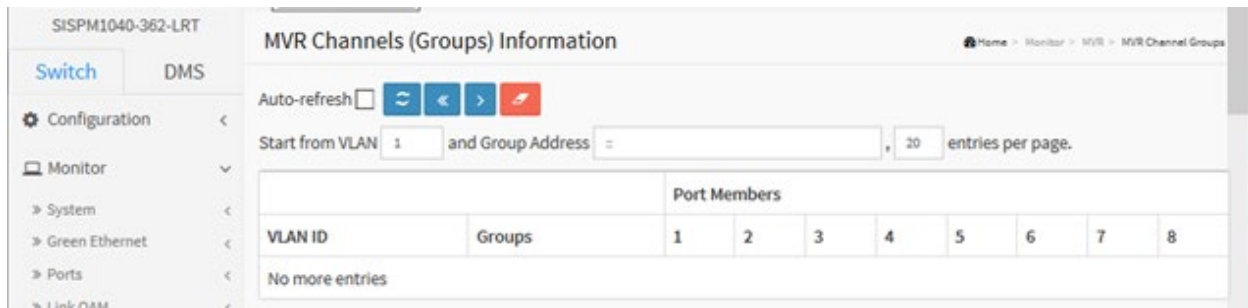 SISPM1040-362-LRT
Switch DMS
Configuration
Monitor
System
Green Ethernet
Ports
Link OAM
MVR Channels (Groups) Information
Home > Monitor > MVR > MVR Channel Groups
Auto-refresh
Start from VLAN 1 and Group Address :: , 20 entries per page.
Port Members
VLAN ID Groups 1 2 3 4 5 6 7 8
No more entries